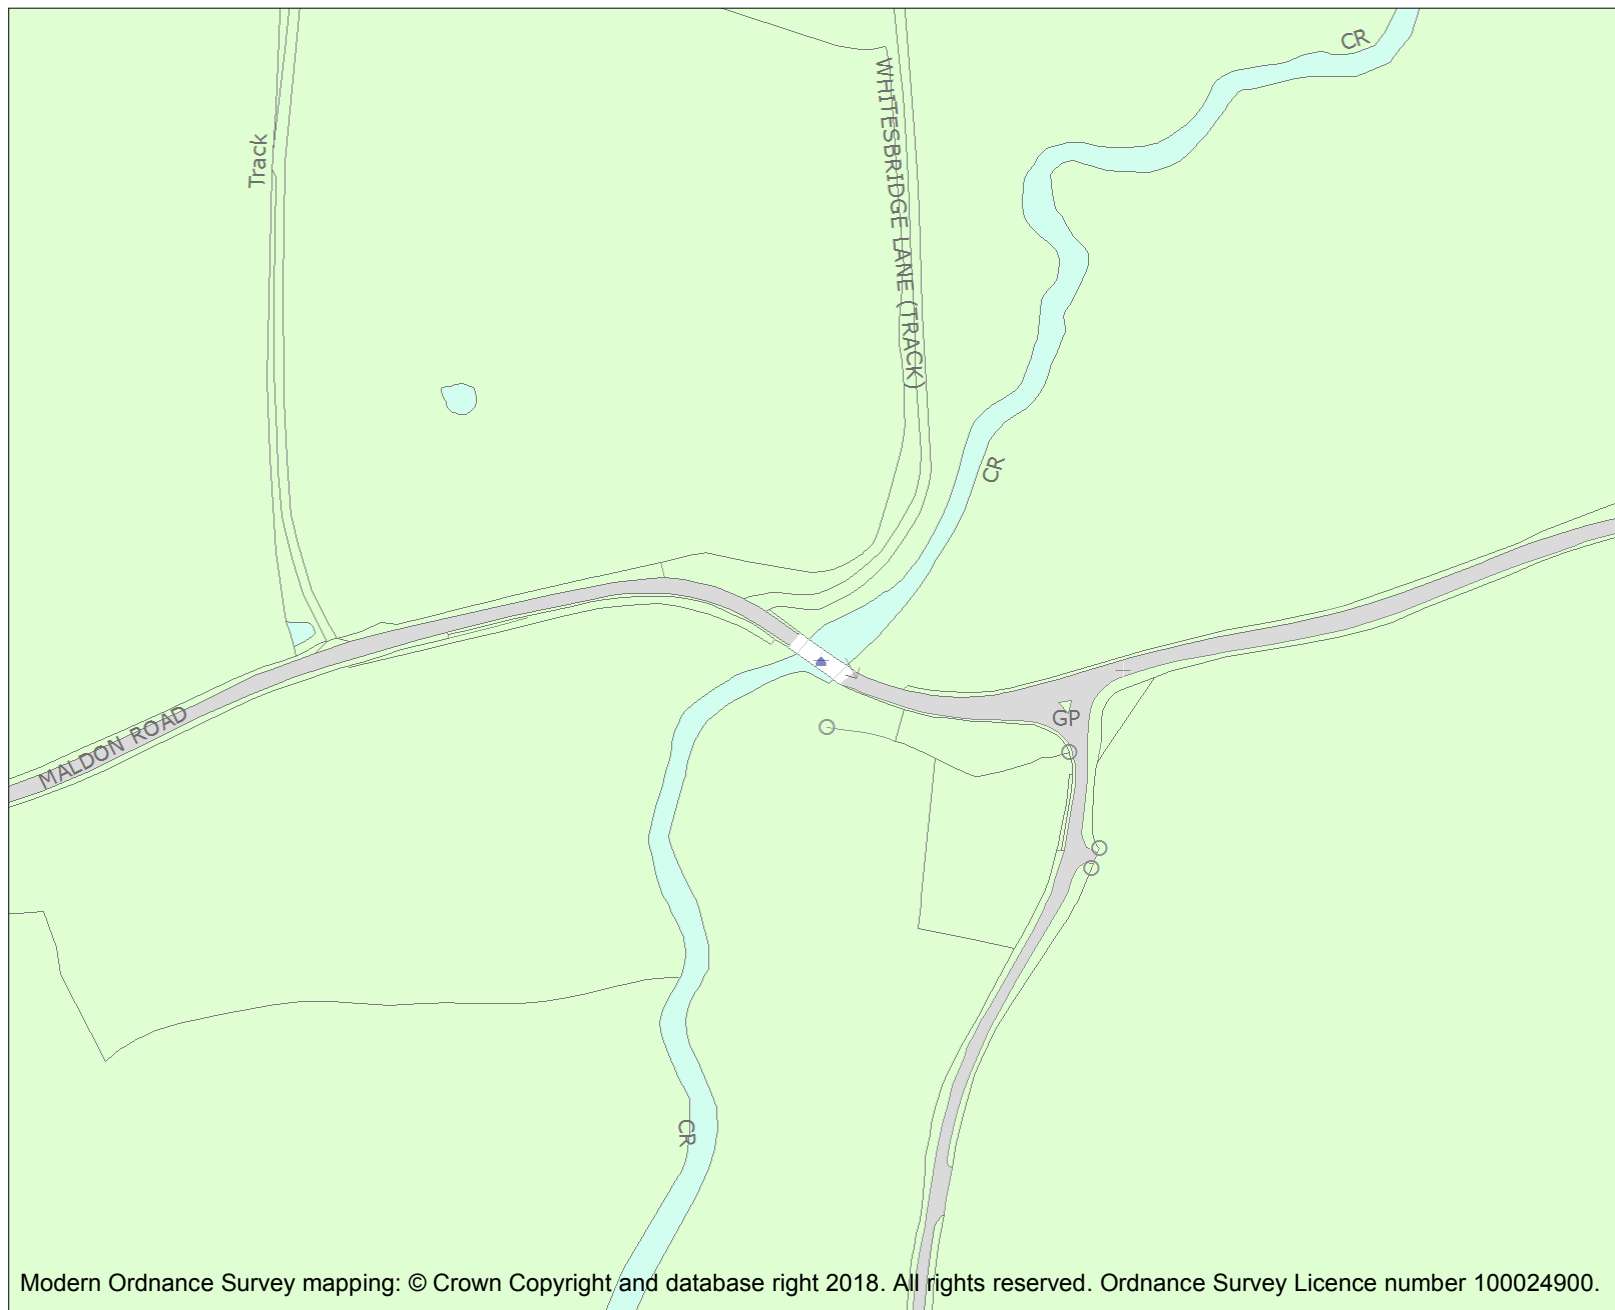 CR
Track
WHITESBRIDGE LANE (TRACK)
CR
GP
MALDON ROAD
CR
Modern Ordnance Survey mapping: © Crown Copyright and database right 2018. All rights reserved. Ordnance Survey Licence number 100024900.